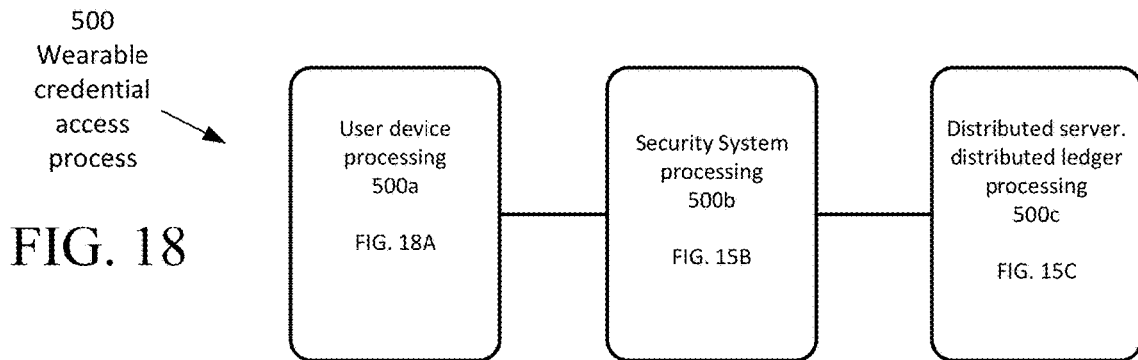 500
Wearable
credential
access
process
FIG. 18
User device
processing
500a
FIG. 18A
Security System
processing
500b
FIG. 15B
Distributed server.
distributed ledger
processing
500c
FIG. 15C